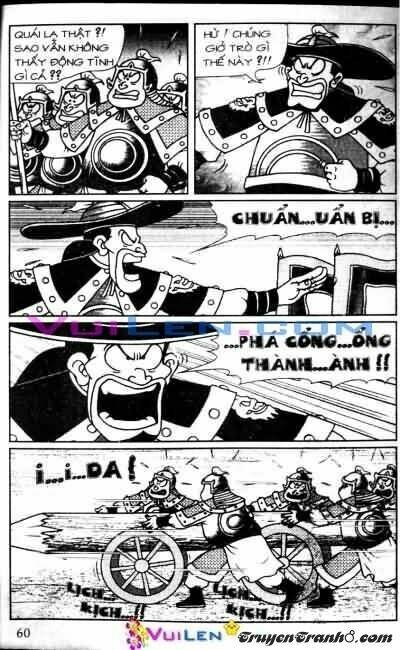 QUÁI LẠ THẬT ?!
SAO VẪN KHÔNG
THẤY ĐỘNG TĨNH
GÌ CẢ ??
HỪ ! CHÚNG
GIỞ TRÒ GÌ
THẾ NÀY ?!!
CHUẨN...UẨN BỊ...
VUILEN.COM
...PHÁ CỔNG...ỔNG
THÀNH...ÀNH !!
Í...I...DA !
LỊCH...
KỊCH...!!
LỊCH...
KỊCH...!!
60
VUILEN
TruyenTranh8.com